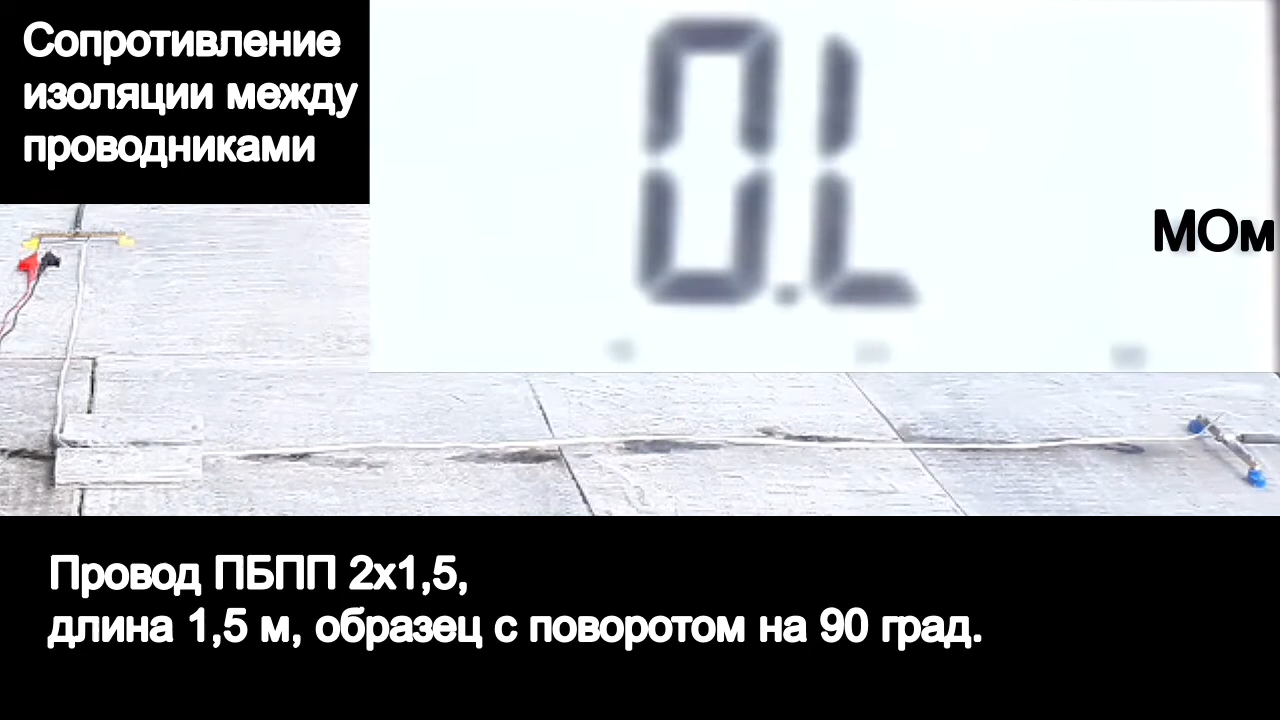 Сопротивление
изоляции между
проводниками
0.L
МОм
Провод ПБПП 2х1,5,
длина 1,5 м, образец с поворотом на 90 град.